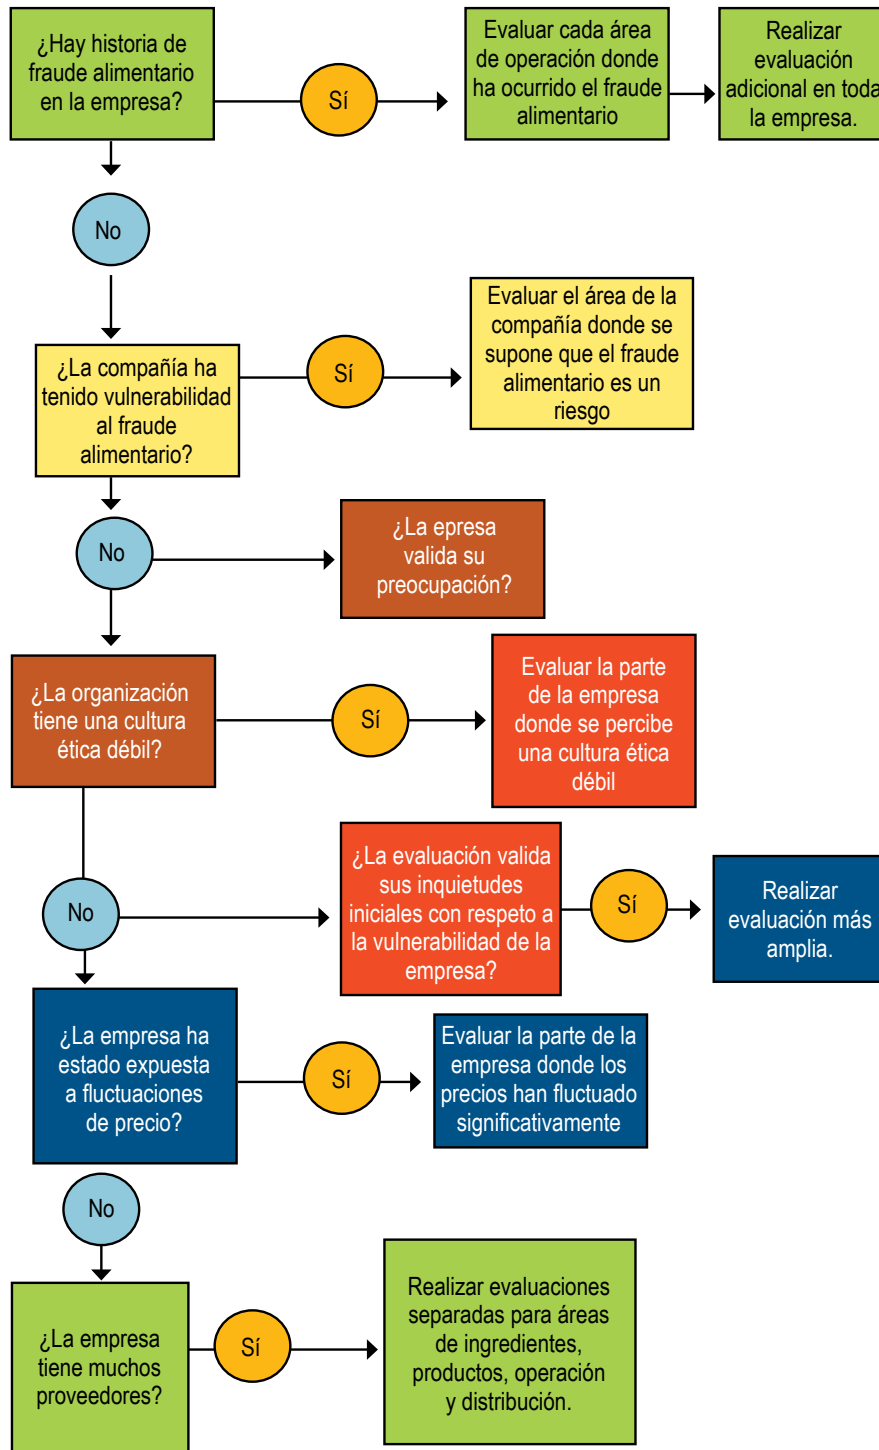 ¿Hay historia de
fraude alimentario
en la empresa?
Sí
Evaluar cada área
de operación donde
ha ocurrido el fraude
alimentario
Realizar
evaluación
adicional en toda
la empresa.
No
¿La compañía ha
tenido vulnerabilidad
al fraude
alimentario?
Sí
Evaluar el área de la
compañía donde se
supone que el fraude
alimentario es un
riesgo
No
¿La epresa
valida su
preocupación?
¿La organización
tiene una cultura
ética débil?
Sí
Evaluar la parte
de la empresa
donde se percibe
una cultura ética
débil
No
¿La evaluación valida
sus inquietudes
iniciales con respeto a
la vulnerabilidad de la
empresa?
Sí
Realizar
evaluación más
amplia.
¿La empresa ha
estado expuesta
a fluctuaciones
de precio?
Sí
Evaluar la parte de la
empresa donde los
precios han fluctuado
significativamente
No
¿La empresa
tiene muchos
proveedores?
Sí
Realizar evaluaciones
separadas para áreas
de ingredientes,
productos, operación
y distribución.